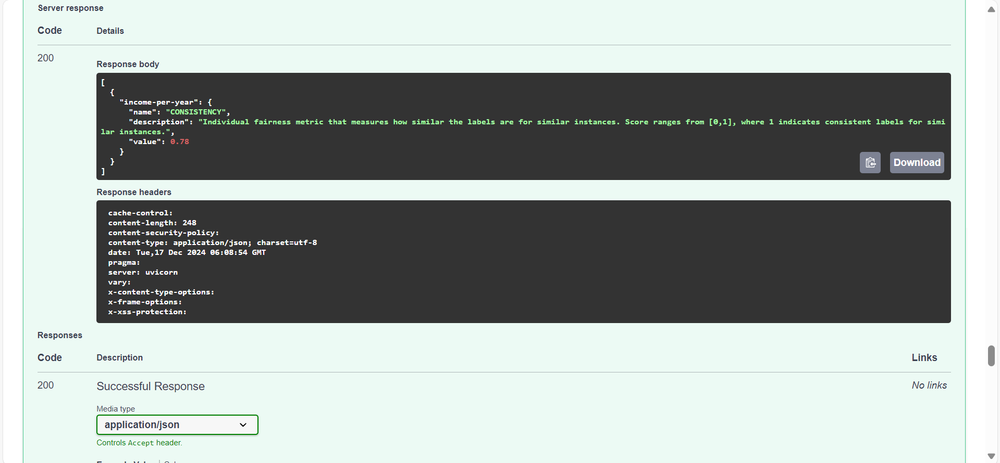 Server response
Code Details
200
Response body
[
  {
    "income-per-year": {
      "name": "CONSISTENCY",
      "description": "Individual fairness metric that measures how similar the labels are for similar instances. Score ranges from [0,1], where 1 indicates consistent labels for simi
lar instances.",
      "value": 0.78
    }
  }
]
Download
Response headers
cache-control:
content-length: 248
content-security-policy:
content-type: application/json; charset=utf-8
date: Tue,17 Dec 2024 06:08:54 GMT
pragma:
server: uvicorn
vary:
x-content-type-options:
x-frame-options:
x-xss-protection:
Responses
Code Description Links
200 Successful Response No links
Media type
application/json
Controls Accept header.